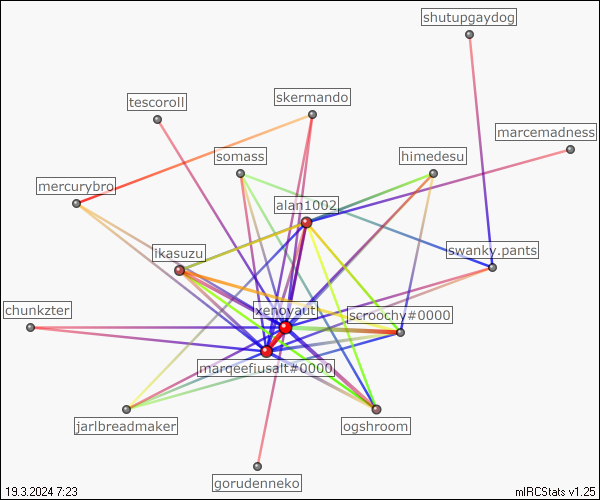 shutupgaydog
tescoroll
skermando
marcemadness
somass
himedesu
mercurybro
alan1002
ikasuzu
swanky.pants
chunkzter
xenoyaut
scroochy#0000
marqeefiusalt#0000
jarlbreadmaker
ogshroom
gorudenneko
19.3.2024 7:23
mIRCStats v1.25